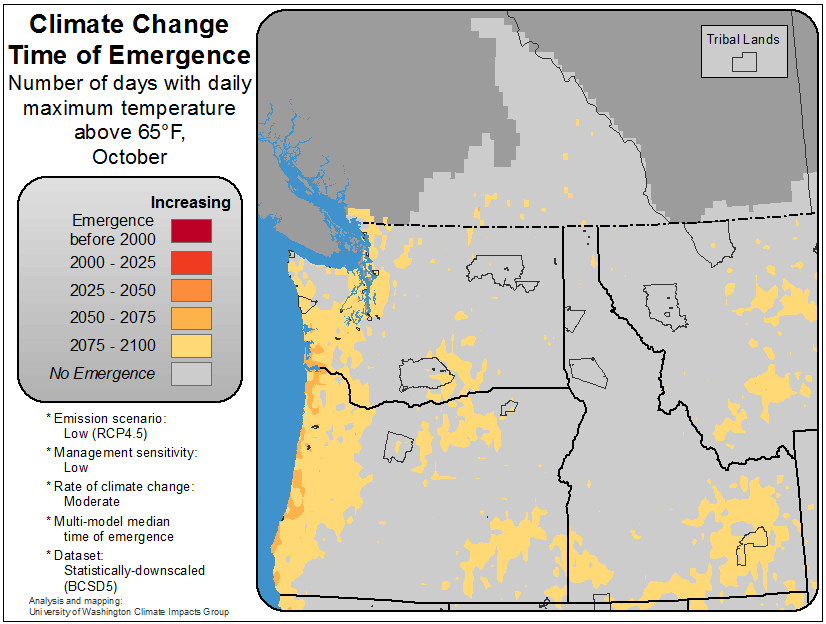 Climate Change
Time of Emergence
Number of days with daily
maximum temperature
above 65°F,
October
Increasing
Emergence
before 2000
2000 - 2025
2025 - 2050
2050 - 2075
2075 - 2100
No Emergence
* Emission scenario:
Low (RCP4.5)
* Management sensitivity:
Low
* Rate of climate change:
Moderate
* Multi-model median
time of emergence
* Dataset:
Statistically-downscaled
(BCSD5)
Analysis and mapping:
University of Washington Climate Impacts Group
Tribal Lands